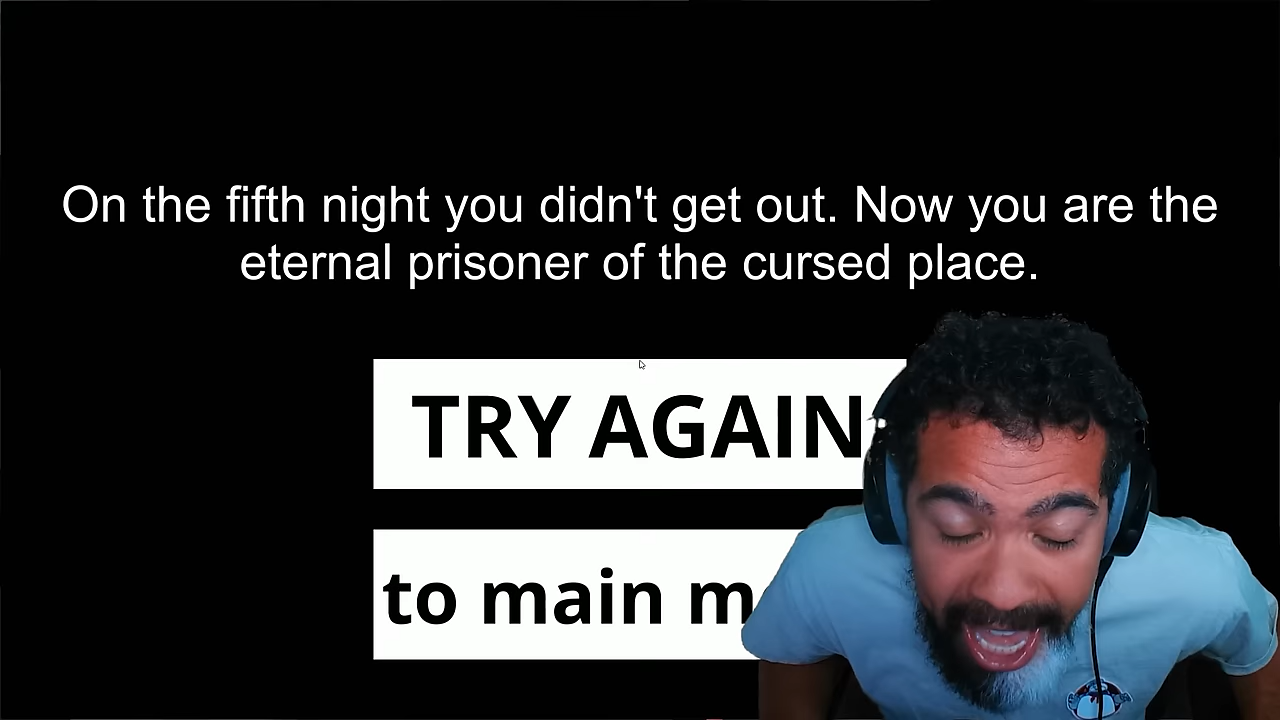 On the fifth night you didn't get out. Now you are the
eternal prisoner of the cursed place.
TRY AGAIN
to main m